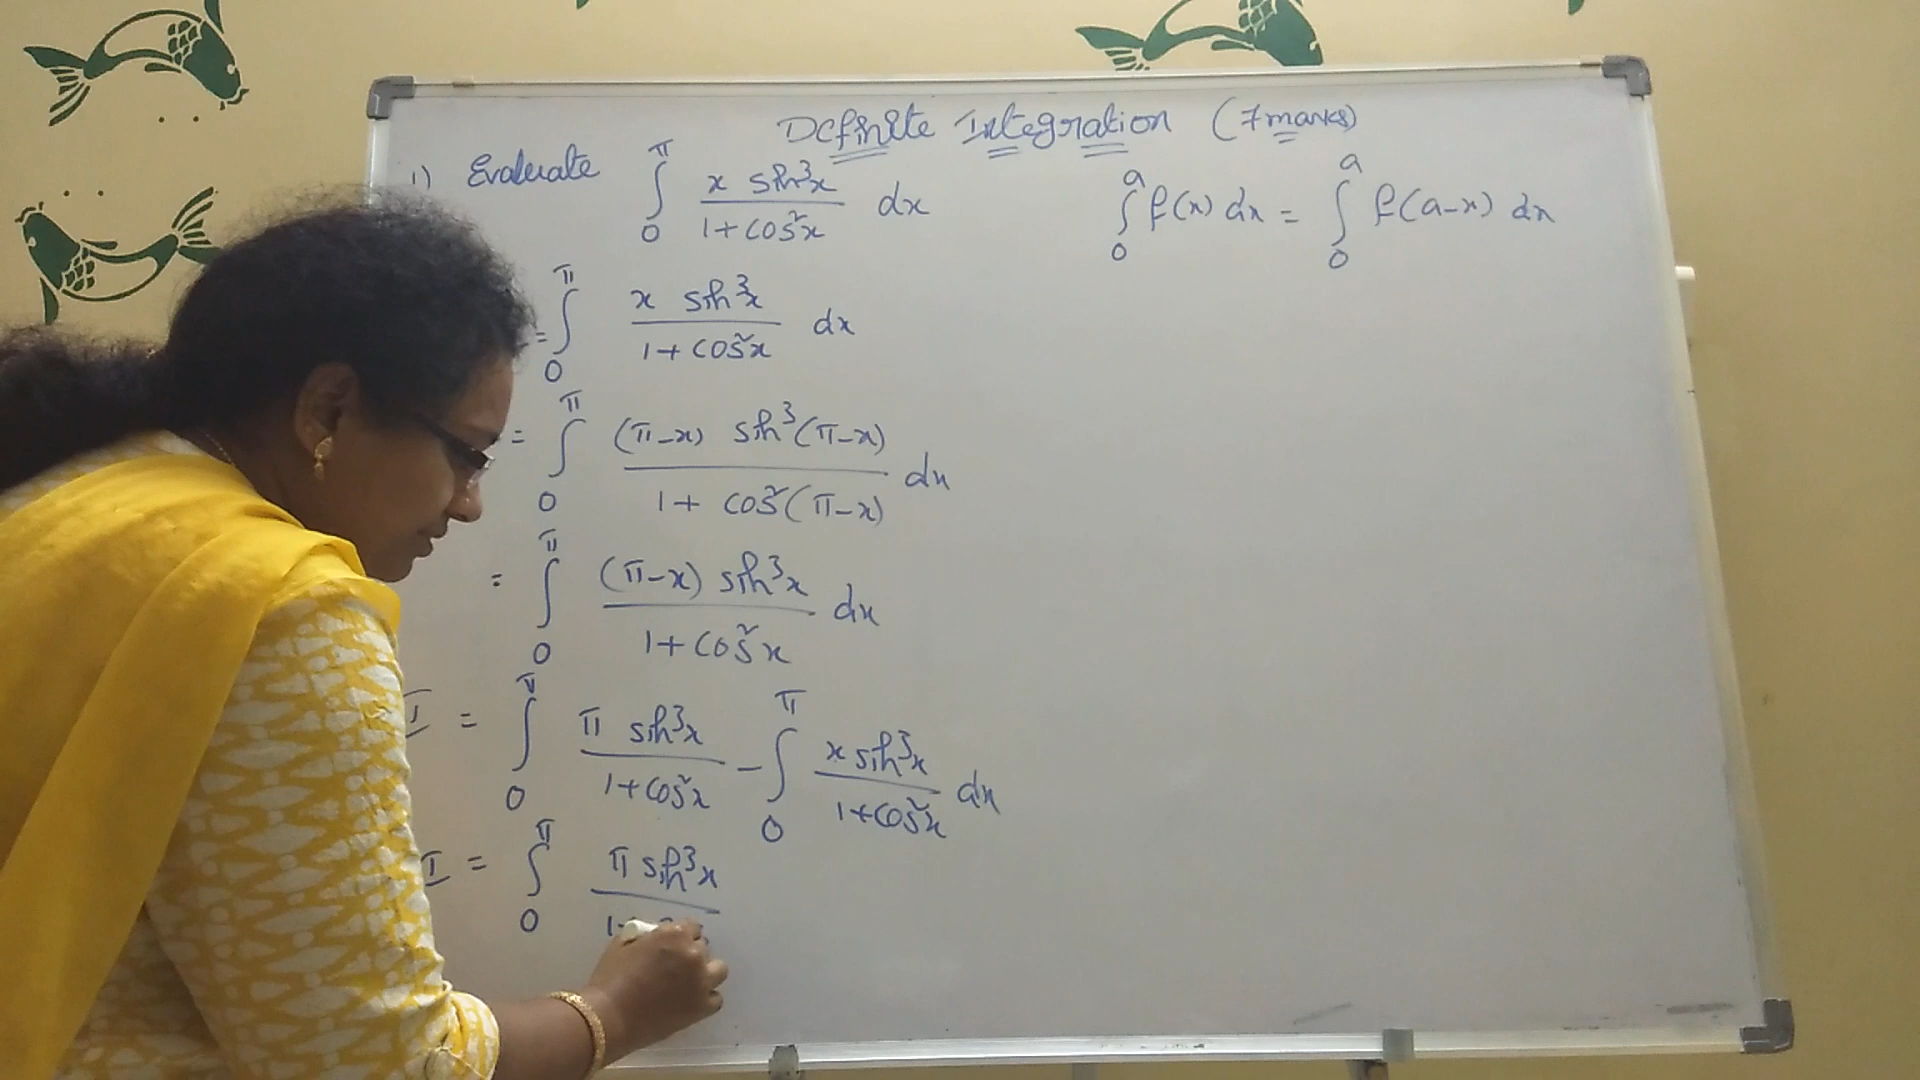 Definite Integration (7 marks)
1) Evaluate ∫₀^π x sin³x / 1+cos²x dx
∫₀^a f(x) dx = ∫₀^a f(a-x) dx
= ∫₀^π x sin³x / 1+cos²x dx
= ∫₀^π (π-x) sin³(π-x) / 1+ cos²(π-x) dx
= ∫₀^π (π-x) sin³x / 1+cos²x dx
I = ∫₀^π π sin³x / 1+cos²x - ∫₀^π x sin³x / 1+cos²x dx
I = ∫₀^π π sin³x / 1+